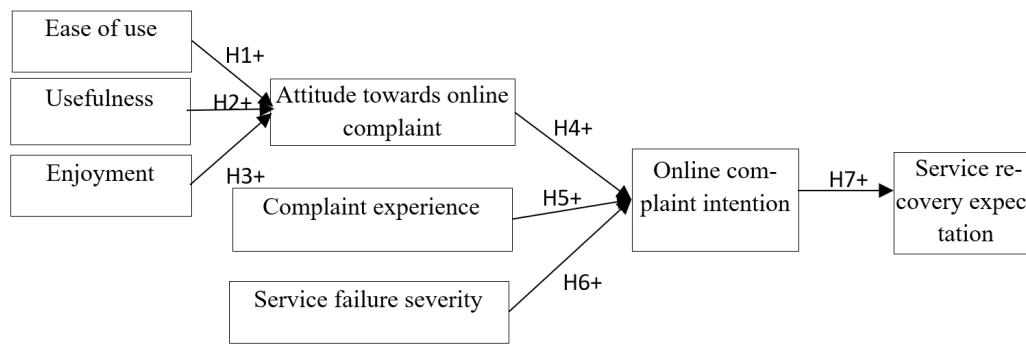 Ease of use
H1+
Usefulness
H2+
Attitude towards online
complaint
Enjoyment
H3+
H4+
Complaint experience
H5+
Online com-
plaint intention
H7+
Service re-
covery expec-
tation
Service failure severity
H6+